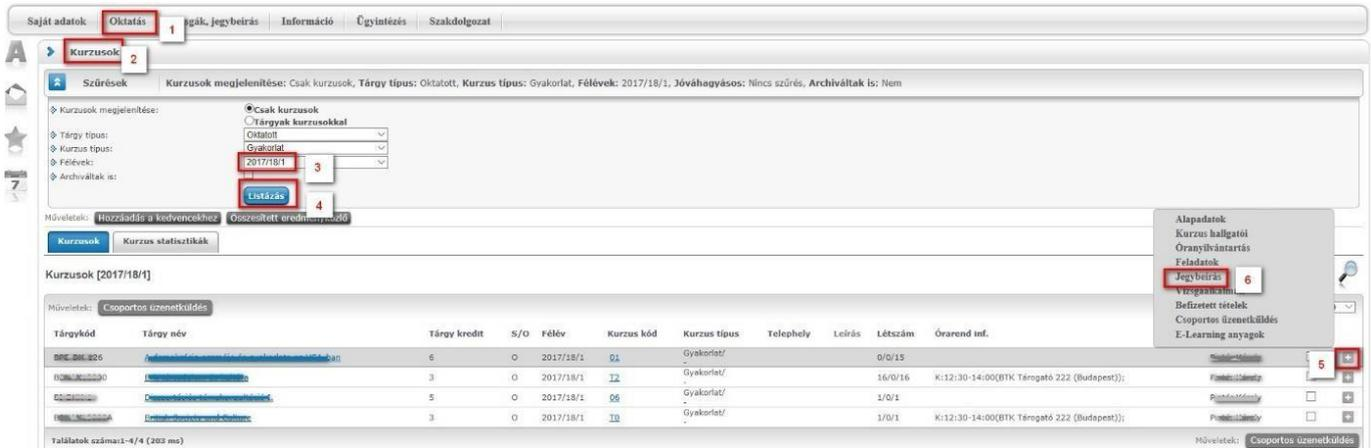 Saját adatok Oktatás gák, jegybeírás Információ Ügyintézés Szakdolgozat
1
Kurzusok
2
Szűrések Kurzusok megjelenítése: Csak kurzusok, Tárgy típus: Oktatott, Kurzus típus: Gyakorlat, Félévek: 2017/18/1, Jóváhagyásos: Nincs szűrés, Archiváltak is: Nem
Kurzusok megjelenítése: Csak kurzusok
Tárgyak kurzusokkal
Tárgy típus: Oktatott
Kurzus típus: Gyakorlat
Félévek: 2017/18/1
3
Archiváltak is:
Listázás
4
7
Műveletek: Hozzáadás a kedvencekhez Összesített eredményközlő
Kurzusok Kurzus statisztikák
Alapadatok
Kurzus hallgatói
Óranyilvántartás
Feladatok
Jegybeírás
6
Vizsgaalkalmak
Befizetett tételek
Csoportos üzenetküldés
E-Learning anyagok
Kurzusok [2017/18/1]
Műveletek: Csoportos üzenetküldés
Tárgykód Tárgy név Tárgy kredit S/O Félév Kurzus kód Kurzus típus Telephely Leírás Létszám Órarend inf.
6 O 2017/18/1 01 Gyakorlat/ 0/0/15
5
3 O 2017/18/1 T2 Gyakorlat/ 16/0/16 K:12:30-14:00(BTK Tárogató 222 (Budapest));
5 O 2017/18/1 06 Gyakorlat/ 1/0/1
3 O 2017/18/1 T0 Gyakorlat/ 1/0/1 K:12:30-14:00(BTK Tárogató 222 (Budapest));
Találatok száma:1-4/4 (203 ms) Műveletek: Csoportos üzenetküldés